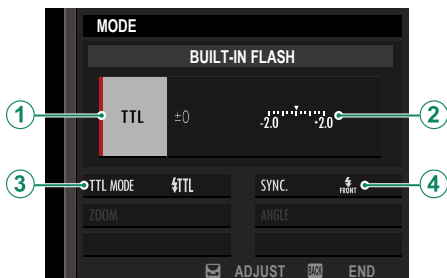 MODE
BUILT-IN FLASH
1 TTL ±0 -2.0 +2.0 2
3 TTL MODE TTL SYNC. FRONT 4
ZOOM ANGLE
ADJUST BACK END